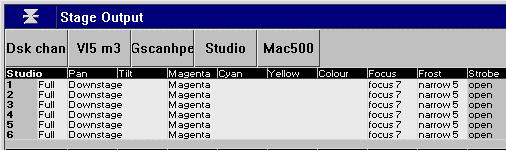 Stage Output
Dsk chan Vl5 m3 Gscanhpe Studio Mac500
Studio Pan Tilt Magenta Cyan Yellow Colour Focus Frost Strobe
1 Full Downstage Magenta focus 7 narrow 5 open
2 Full Downstage Magenta focus 7 narrow 5 open
3 Full Downstage Magenta focus 7 narrow 5 open
4 Full Downstage Magenta focus 7 narrow 5 open
5 Full Downstage Magenta focus 7 narrow 5 open
6 Full Downstage Magenta focus 7 narrow 5 open